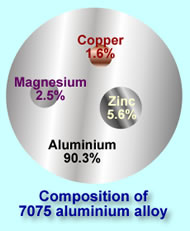 Copper
1.6%
Magnesium
2.5%
Zinc
5.6%
Aluminium
90.3%
Composition of
7075 aluminium alloy